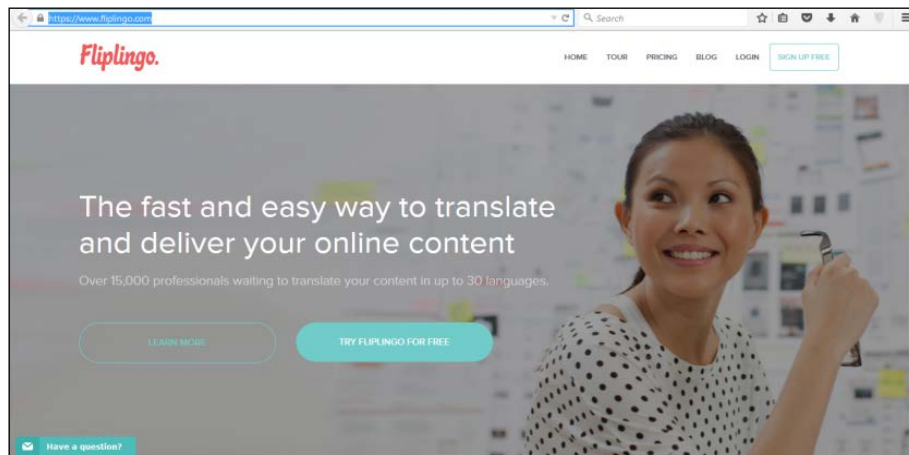 https://www.fliplingo.com
Search
Fliplingo.
HOME TOUR PRICING BLOG LOGIN SIGN UP FREE
The fast and easy way to translate
and deliver your online content
Over 15,000 professionals waiting to translate your content in up to 30 languages.
LEARN MORE TRY FLIPLINGO FOR FREE
Have a question?